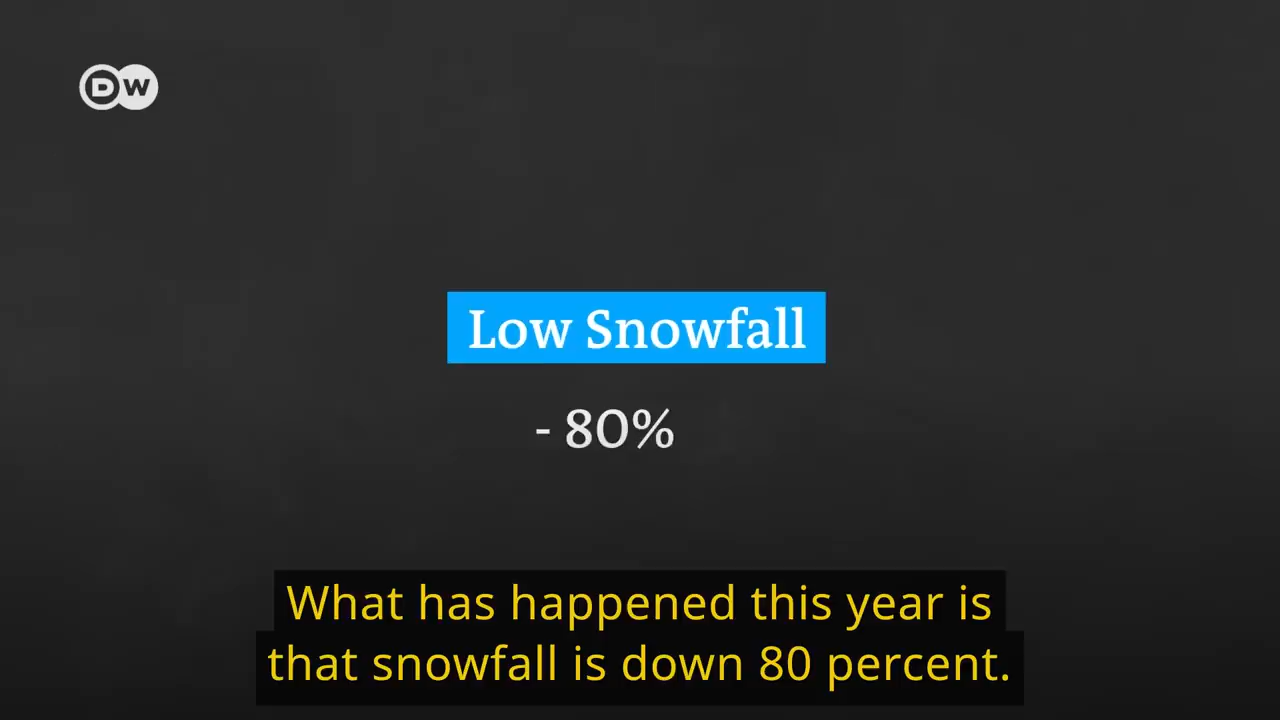 DW
Low Snowfall
- 80%
What has happened this year is
that snowfall is down 80 percent.